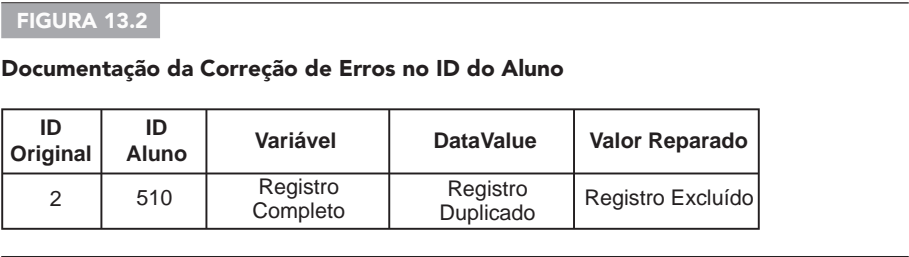 FIGURA 13.2
Documentação da Correção de Erros no ID do Aluno
ID Original ID Aluno Variável DataValue Valor Reparado
2 510 Registro Completo Registro Duplicado Registro Excluído